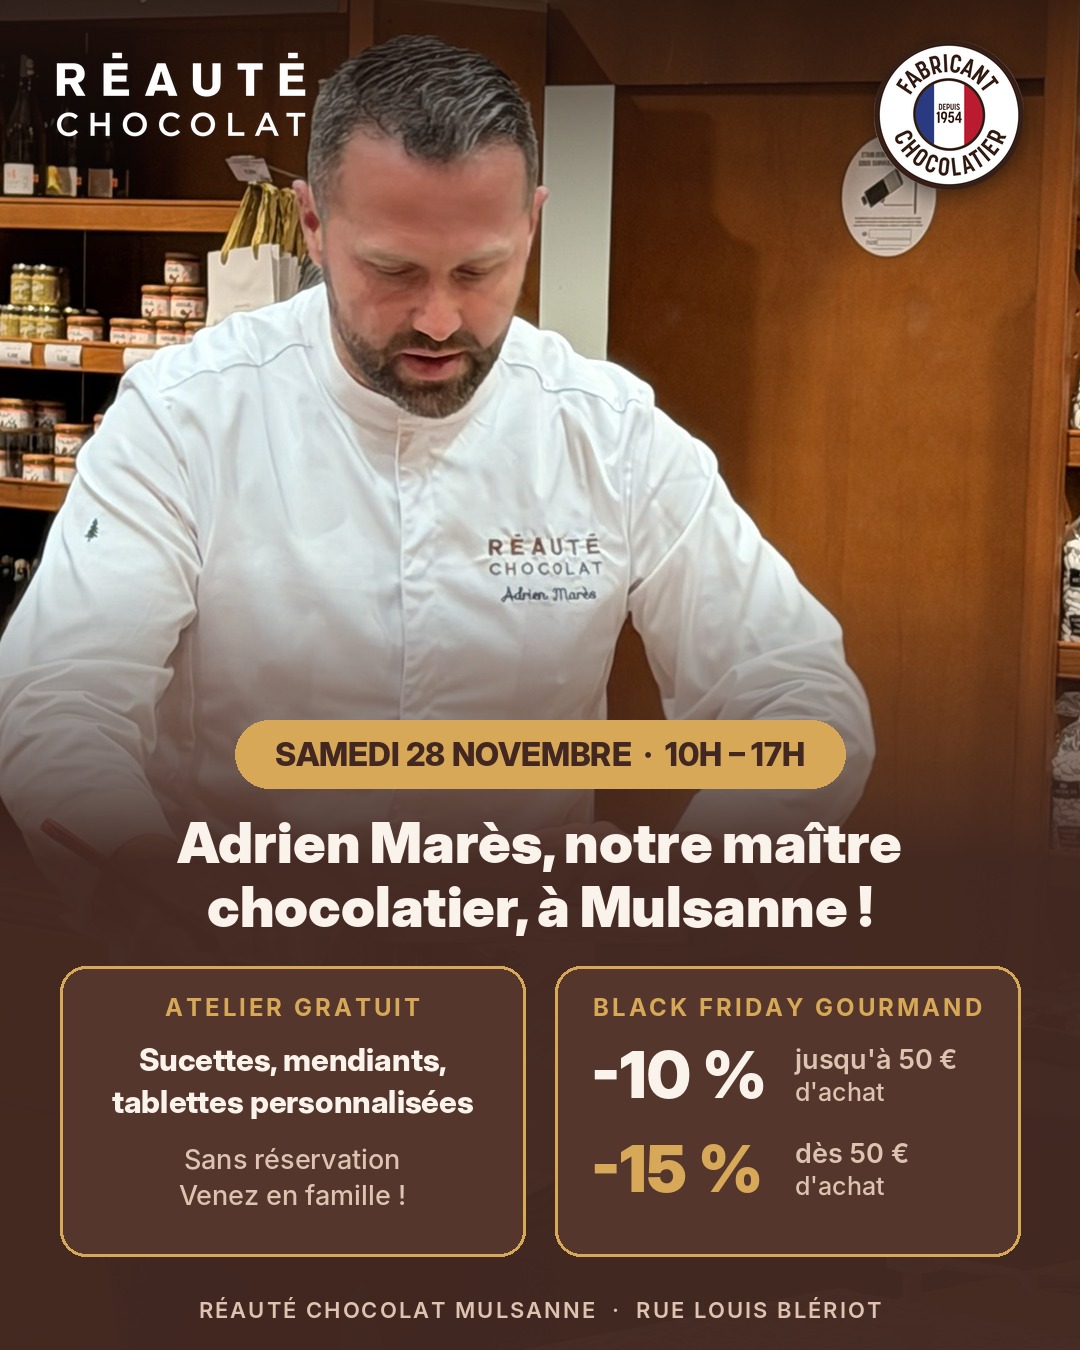 RÉAUTÉ
CHOCOLAT
FABRICANT
DEPUIS
1954
CHOCOLATIER
RÉAUTÉ
CHOCOLAT
Adrien Marès
SAMEDI 28 NOVEMBRE · 10H – 17H
Adrien Marès, notre maître
chocolatier, à Mulsanne !
ATELIER GRATUIT
Sucettes, mendiants,
tablettes personnalisées
Sans réservation
Venez en famille !
BLACK FRIDAY GOURMAND
-10 % jusqu'à 50 €
d'achat
-15 % dès 50 €
d'achat
RÉAUTÉ CHOCOLAT MULSANNE · RUE LOUIS BLÉRIOT